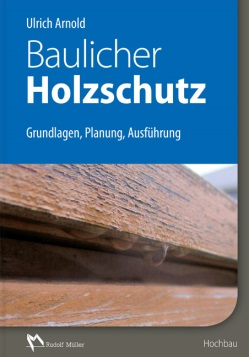 Ulrich Arnold
Baulicher
Holzschutz
Grundlagen, Planung, Ausführung
Rudolf Müller
Hochbau